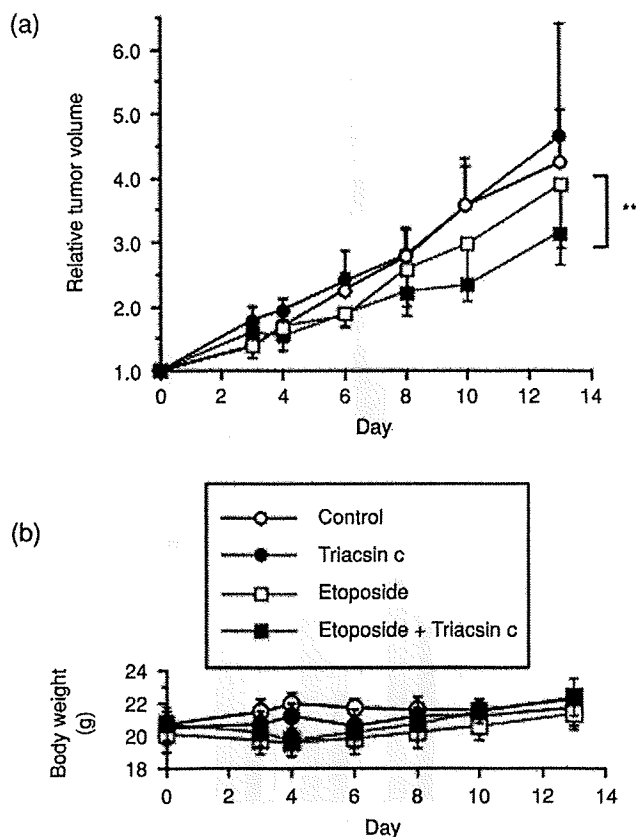 (a)
Relative tumor volume
6.0
5.0
4.0
3.0
2.0
1.0
**
0 2 4 6 8 10 12 14
Day
(b)
Control
Triacsin c
Etoposide
Etoposide + Triacsin c
Body weight
(g)
24
22
20
18
0 2 4 6 8 10 12 14
Day